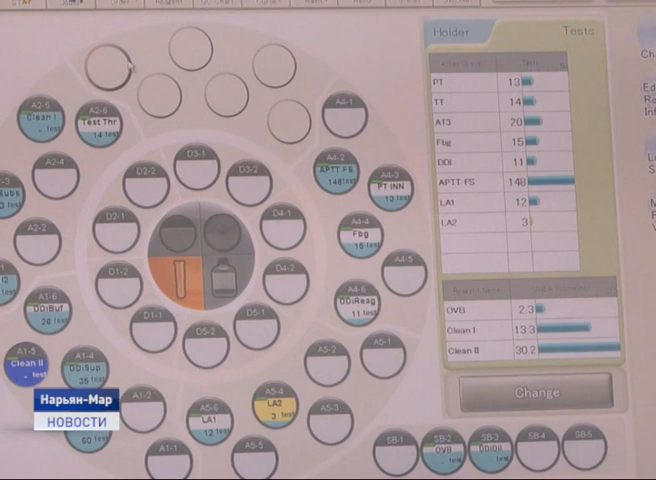 Holder
Tests
PT 13
TT 14
AT3 20
Fbg 15
DDi 11
APTT FS 148
LA1 12
LA2 3
OVB 2.3
Clean I 13.3
Clean II 30.2
Change
A2-5
Clean I
- test
A2-6
Test Thr
14 test
A2-4
A2-2
A1-6
DDiBuf
26 test
A1-5
Clean II
- test
A1-4
DDiSup
35 test
60 test
A1-2
A1-1
A5-6
LA1
12 test
A5-5
A5-4
LA2
3 test
A5-3
A5-2
A5-1
A4-6
DDiReag
11 test
A4-5
A4-4
Fbg
A4-3
PT INN
13 test
A4-2
APTT FS
148 test
A4-1
D3-1
D3-2
D2-2
D2-1
D1-2
D1-1
D5-2
D5-1
D4-2
D4-1
SB-1
SB-2
OVB
- test
SB-3
DDiDil
- test
SB-4
SB-5
Нарьян-Мар
НОВОСТИ